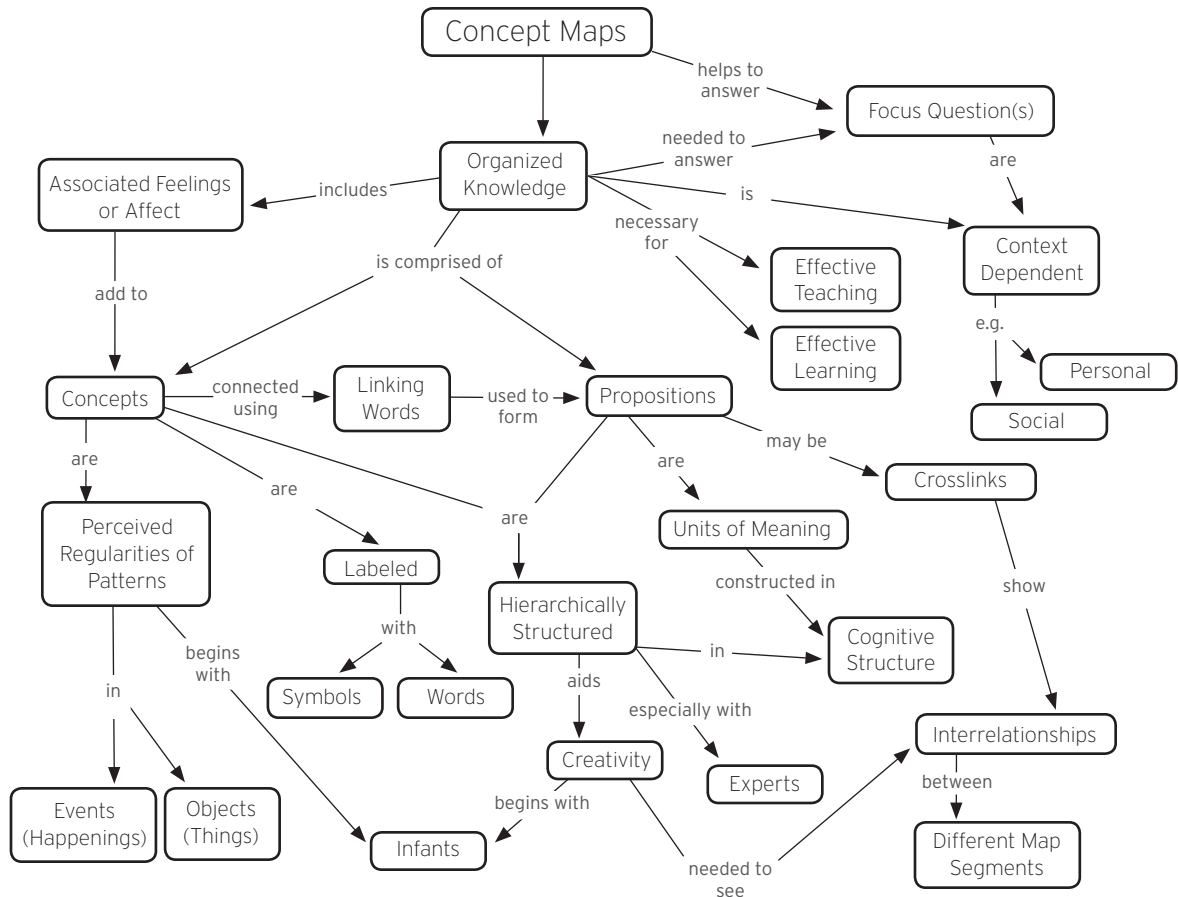 Concept Maps
helps to
answer
Focus Question(s)
needed to
answer
are
Organized
Knowledge
Associated Feelings
or Affect
includes
is
necessary
for
Context
Dependent
is comprised of
Effective
Teaching
add to
e.g.
Effective
Learning
Personal
Concepts
connected
using
Linking
Words
used to
form
Propositions
Social
may be
are
are
are
Crosslinks
Perceived
Regularities of
Patterns
are
Units of Meaning
Labeled
constructed in
show
Hierarchically
Structured
with
Cognitive
Structure
begins
with
in
aids
Symbols
Words
in
especially with
Interrelationships
Creativity
between
Experts
Events
(Happenings)
Objects
(Things)
begins with
Infants
Different Map
Segments
needed to
see